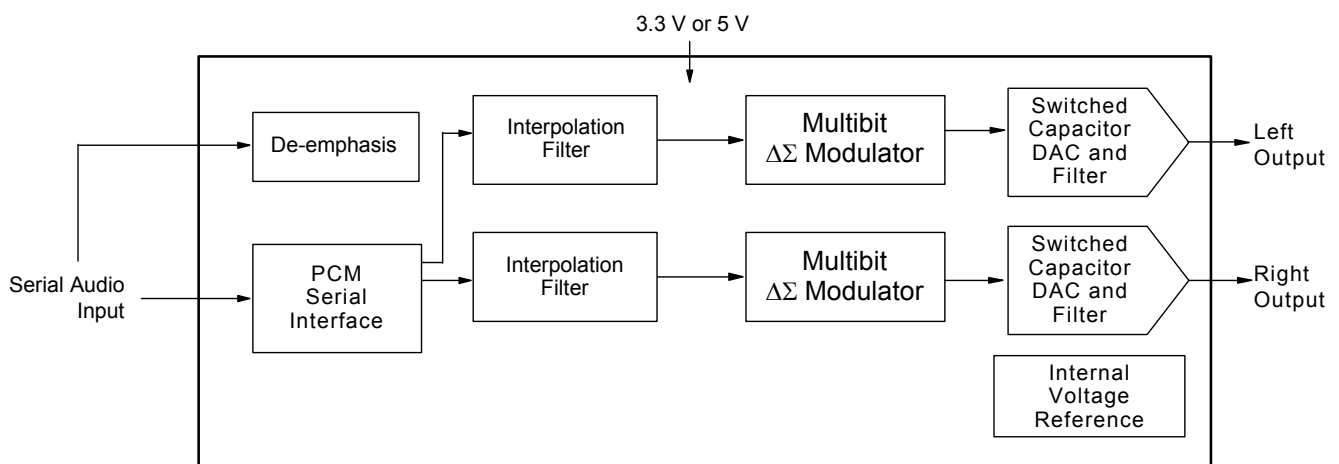 3.3 V or 5 V
De-emphasis
Interpolation
Filter
Multibit
ΔΣ Modulator
Switched
Capacitor
DAC and
Filter
Left
Output
Serial Audio
Input
PCM
Serial
Interface
Interpolation
Filter
Multibit
ΔΣ Modulator
Switched
Capacitor
DAC and
Filter
Right
Output
Internal
Voltage
Reference